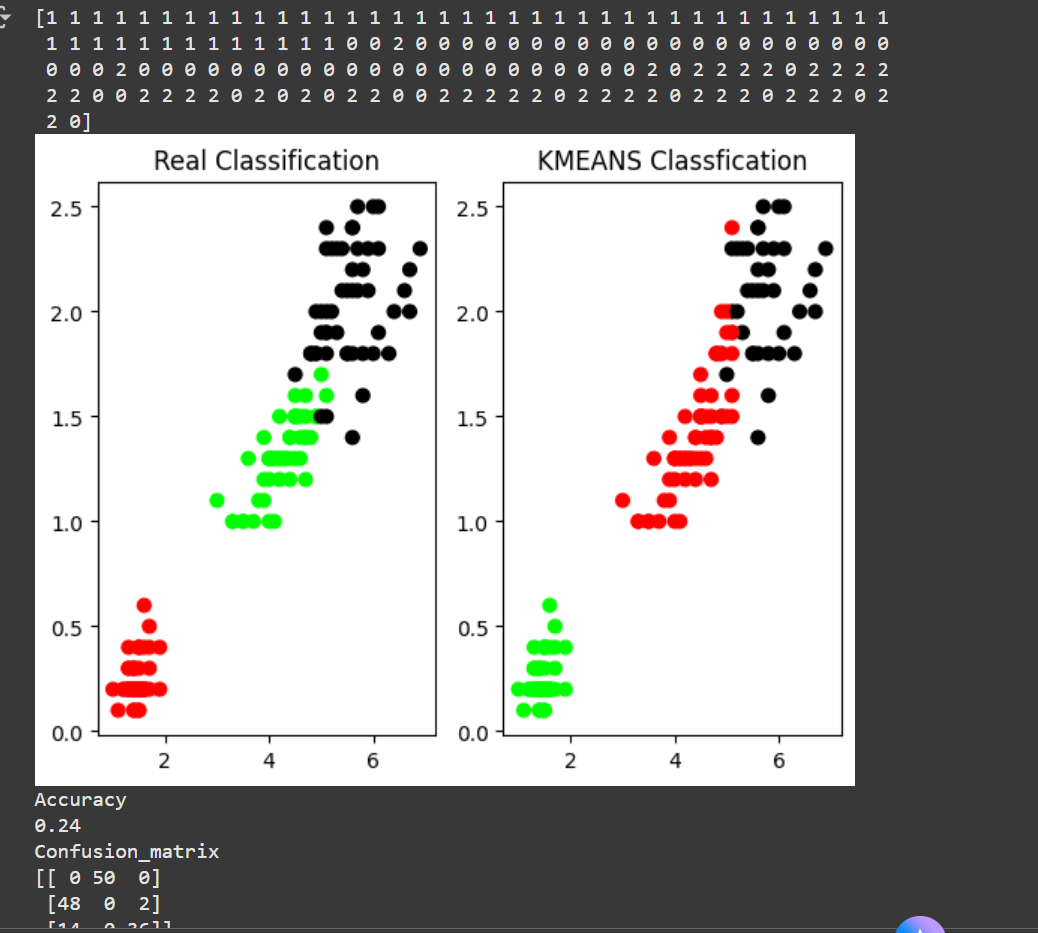 [1 1 1 1 1 1 1 1 1 1 1 1 1 1 1 1 1 1 1 1 1 1 1 1 1 1 1 1 1 1 1 1 1 1 1 1 1
1 1 1 1 1 1 1 1 1 1 1 1 1 0 0 2 0 0 0 0 0 0 0 0 0 0 0 0 0 0 0 0 0 0 0 0 0
0 0 0 2 0 0 0 0 0 0 0 0 0 0 0 0 0 0 0 0 0 0 0 0 0 0 2 0 2 2 2 2 0 2 2 2 2
2 2 0 0 2 2 2 2 0 2 0 2 0 2 2 0 0 2 2 2 2 2 0 2 2 2 2 0 2 2 2 0 2 2 2 0 2
2 0]
Real Classification
KMEANS Classfication
2.5
2.0
1.5
1.0
0.5
0.0
2 4 6
2.5
2.0
1.5
1.0
0.5
0.0
2 4 6
Accuracy
0.24
Confusion_matrix
[[ 0 50 0]
[48 0 2]
[14 0 36]]